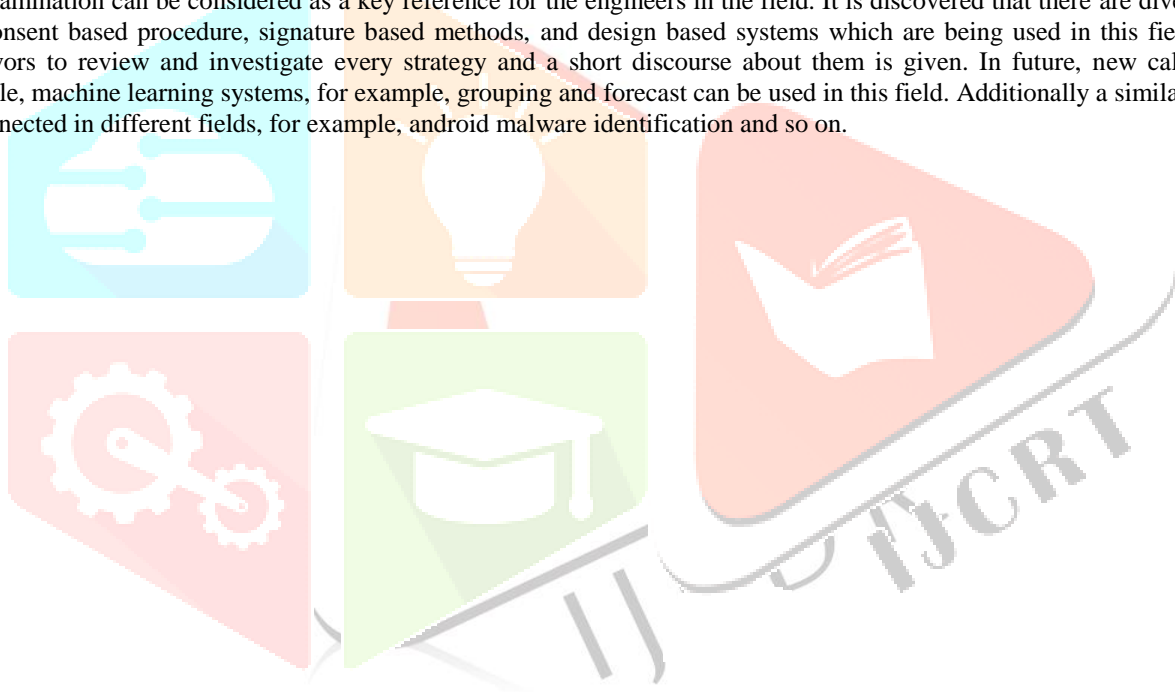 amination can be considered as a key reference for the engineers in the field. It is discovered that there are dive
onsent based procedure, signature based methods, and design based systems which are being used in this fiel
vors to review and investigate every strategy and a short discourse about them is given. In future, new cal
le, machine learning systems, for example, grouping and forecast can be used in this field. Additionally a simila
nnected in different fields, for example, android malware identification and so on.
IJCRT
IJ